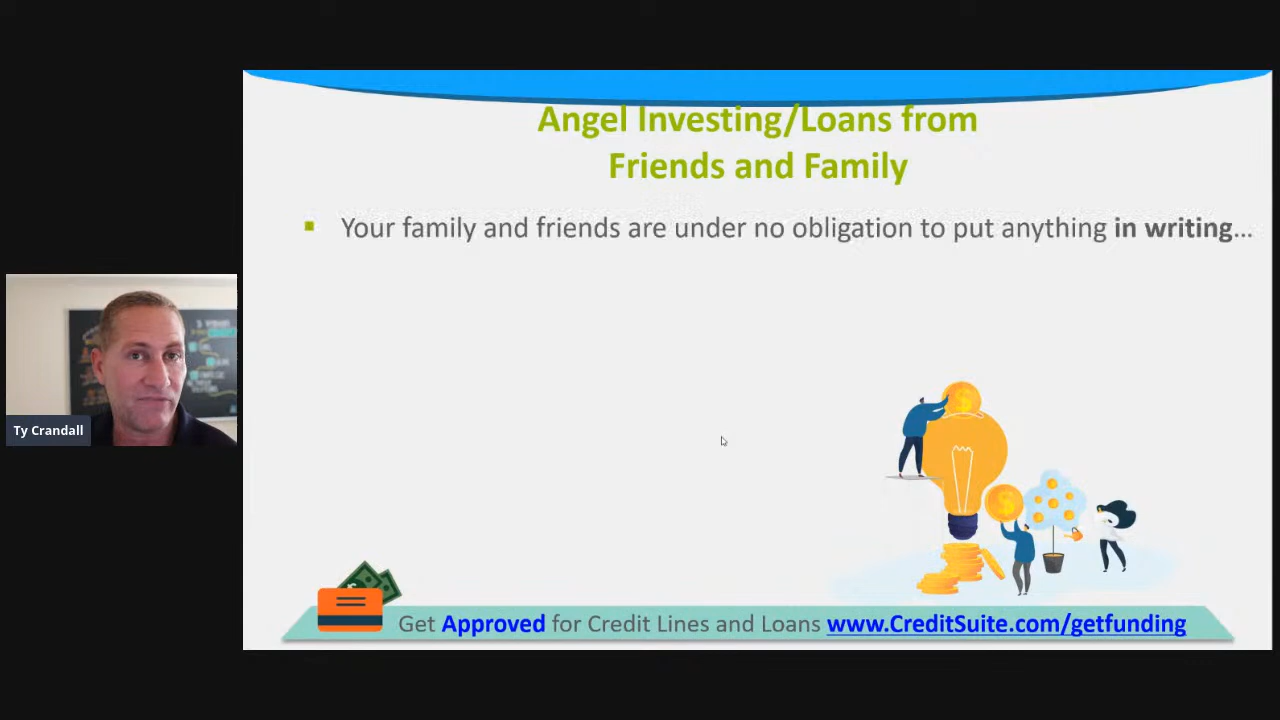 Angel Investing/Loans from
Friends and Family
Your family and friends are under no obligation to put anything in writing...
Ty Crandall
Get Approved for Credit Lines and Loans www.CreditSuite.com/getfunding